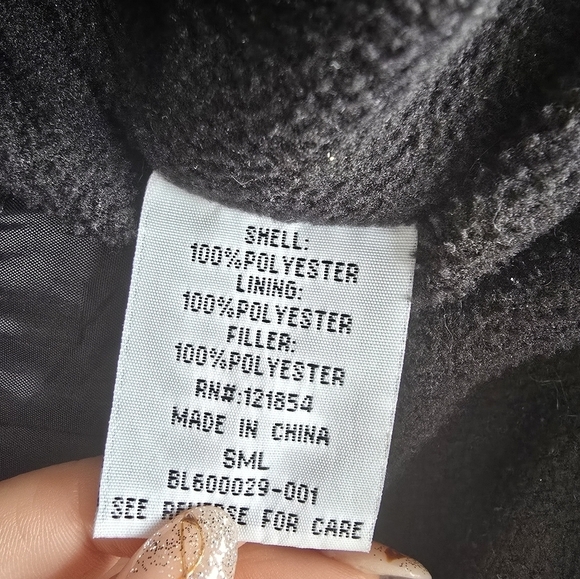 SHELL:
100%POLYESTER
LINING:
100%POLYESTER
FILLER:
100%POLYESTER
RN#:121854
MADE IN CHINA
SML
BL600029-001
SEE REVERSE FOR CARE